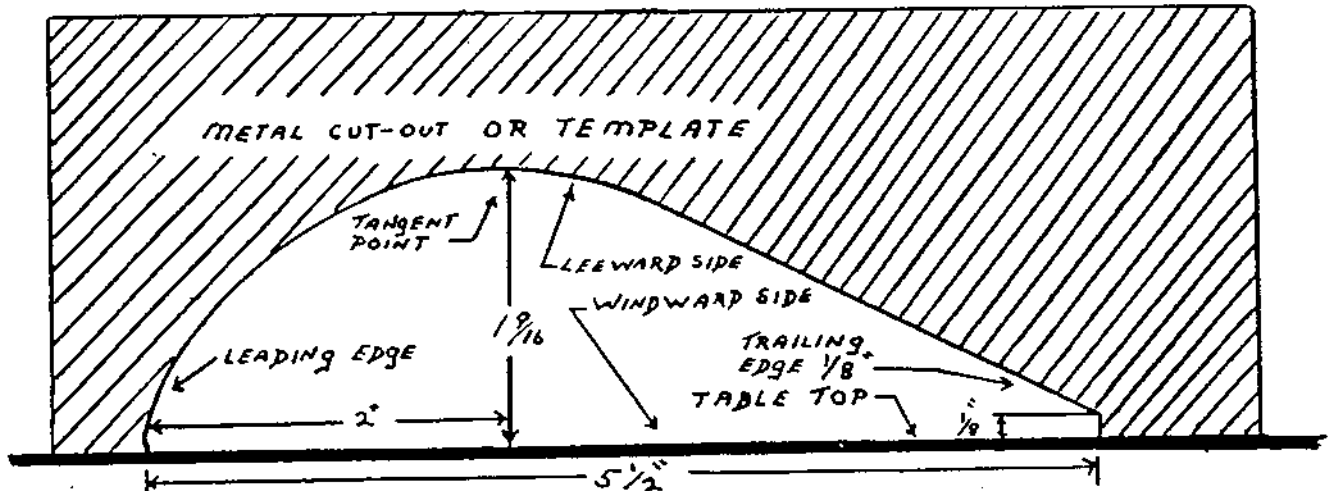 METAL CUT-OUT OR TEMPLATE
TANGENT
POINT
LEEWARD SIDE
WINDWARD SIDE
1 9/16
LEADING EDGE
TRAILING
EDGE 1/8"
TABLE TOP
2"
1/8"
5 1/2"